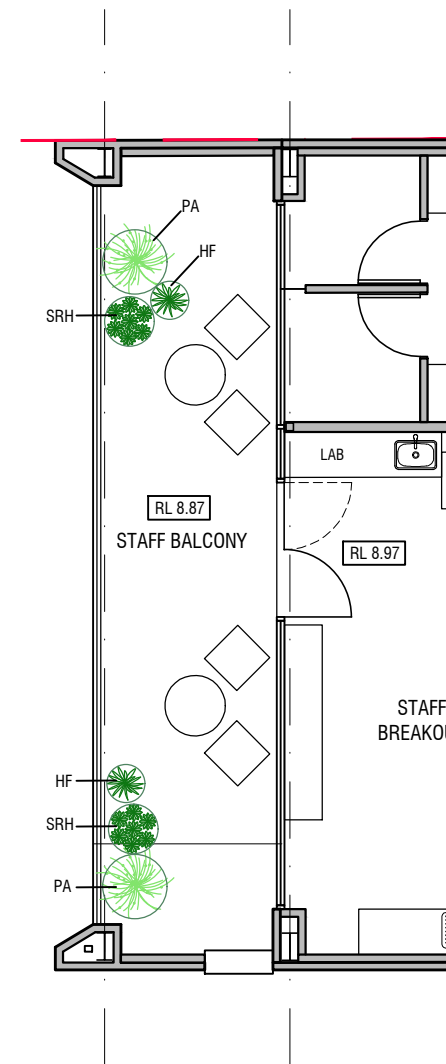 PA
HF
SRH
LAB
RL 8.87
STAFF BALCONY
RL 8.97
STAFF
BREAKOU
HF
SRH
PA